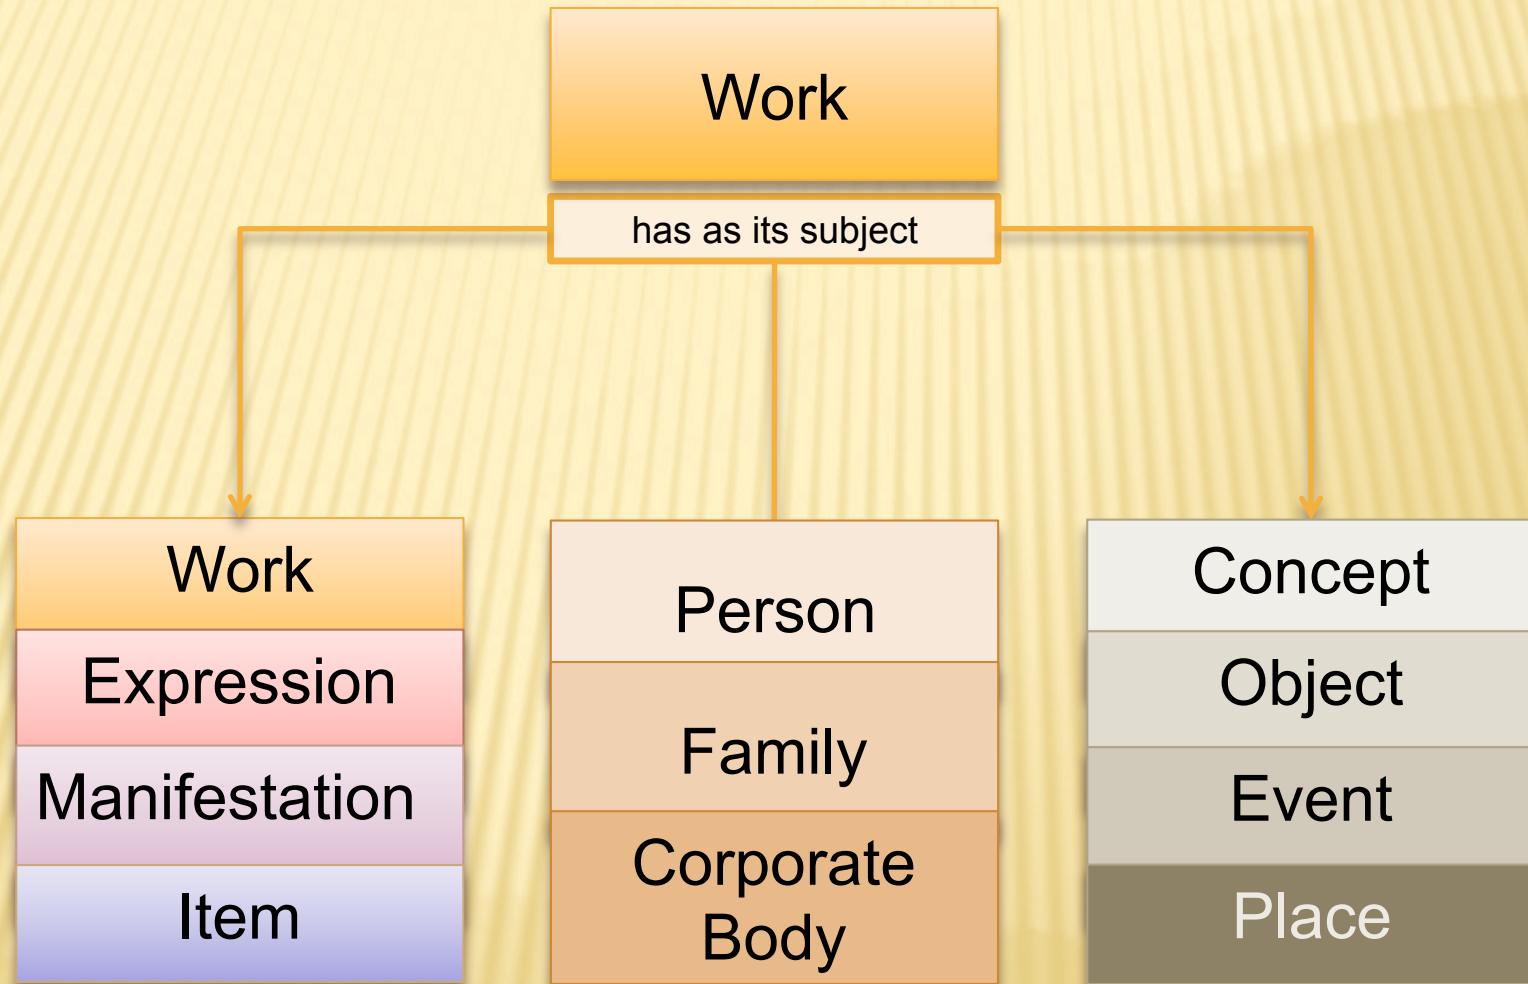 Work
has as its subject
Work
Expression
Manifestation
Item
Person
Family
Corporate
Body
Concept
Object
Event
Place